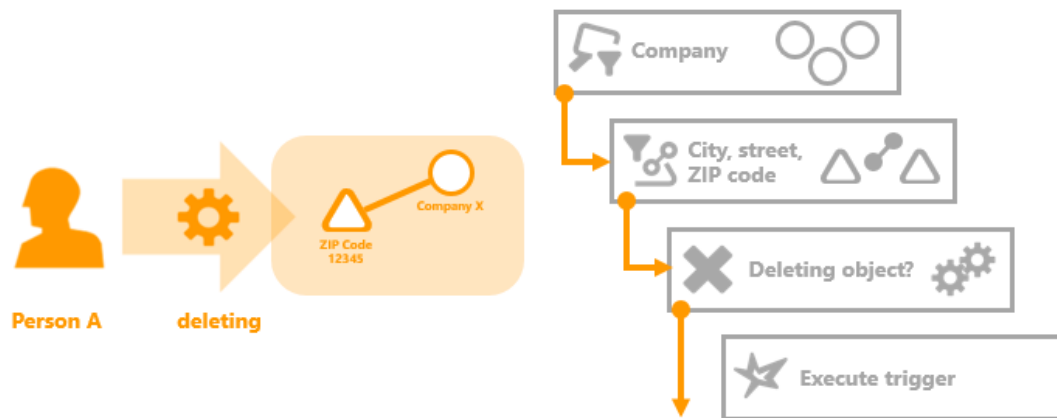 Company
City, street,
ZIP code
Company X
ZIP Code
12345
Deleting object?
Person A
deleting
Execute trigger